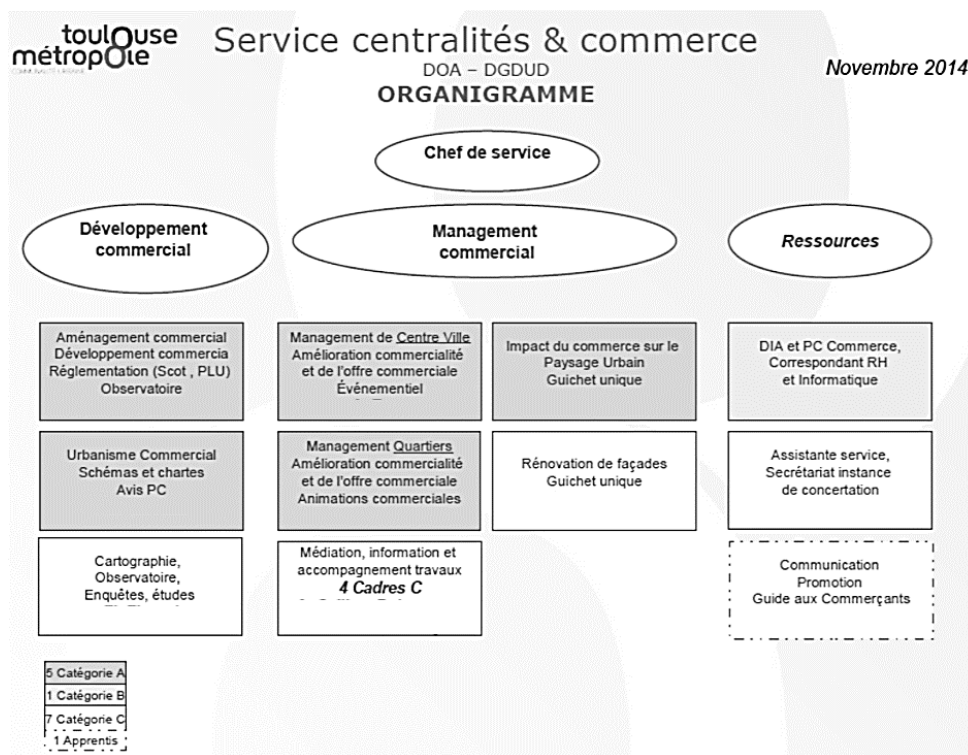 toulouse
métropole
Service centralités & commerce
DOA – DGDUD
ORGANIGRAMME
Novembre 2014
Chef de service
Développement
commercial
Management
commercial
Ressources
Aménagement commercial
Développement commercia
Réglementation (Scot , PLU)
Observatoire
Management de Centre Ville
Amélioration commercialité
et de l'offre commerciale
Événementiel
Impact du commerce sur le
Paysage Urbain
Guichet unique
DIA et PC Commerce,
Correspondant RH
et Informatique
Urbanisme Commercial
Schémas et chartes
Avis PC
Management Quartiers
Amélioration commercialité
et de l'offre commerciale
Animations commerciales
Rénovation de façades
Guichet unique
Assistante service,
Secrétariat instance
de concertation
Cartographie,
Observatoire,
Enquêtes, études
Médiation, information et
accompagnement travaux
4 Cadres C
Communication
Promotion
Guide aux Commerçants
5 Catégorie A
1 Catégorie B
7 Catégorie C
1 Apprentis